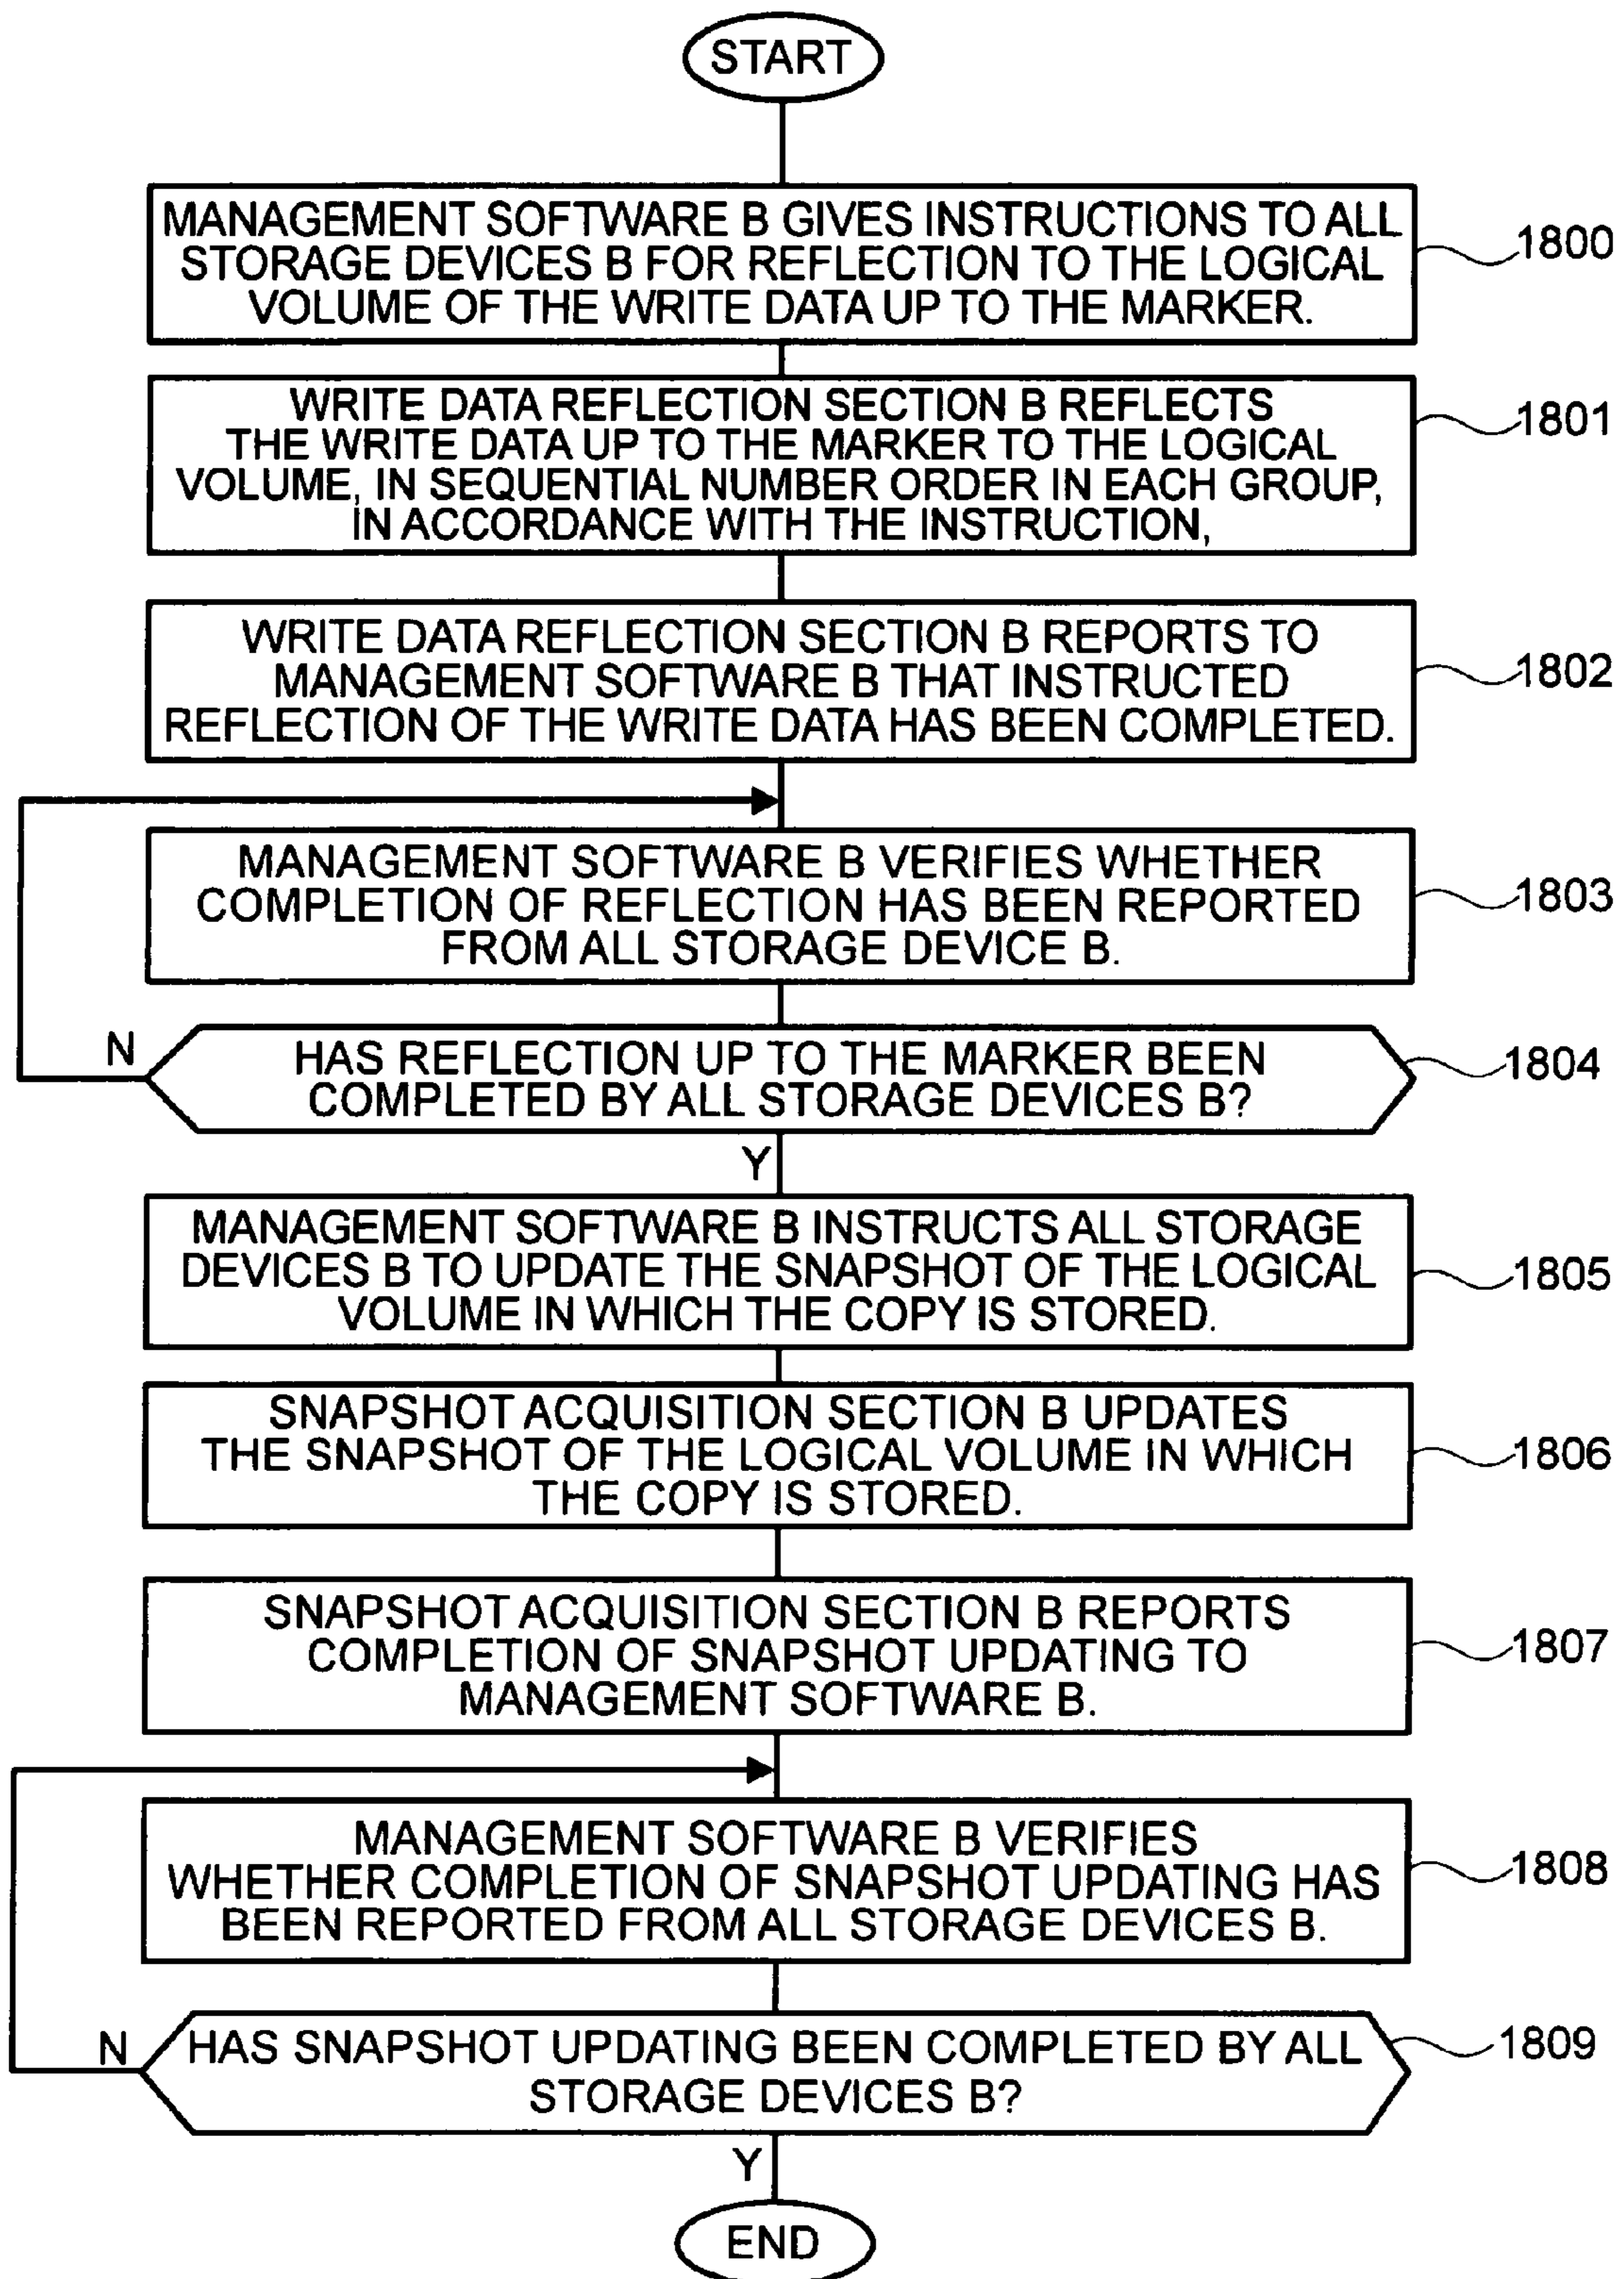 START
MANAGEMENT SOFTWARE B GIVES INSTRUCTIONS TO ALL
STORAGE DEVICES B FOR REFLECTION TO THE LOGICAL
VOLUME OF THE WRITE DATA UP TO THE MARKER.
1800
WRITE DATA REFLECTION SECTION B REFLECTS
THE WRITE DATA UP TO THE MARKER TO THE LOGICAL
VOLUME, IN SEQUENTIAL NUMBER ORDER IN EACH GROUP,
IN ACCORDANCE WITH THE INSTRUCTION,
1801
WRITE DATA REFLECTION SECTION B REPORTS TO
MANAGEMENT SOFTWARE B THAT INSTRUCTED
REFLECTION OF THE WRITE DATA HAS BEEN COMPLETED.
1802
MANAGEMENT SOFTWARE B VERIFIES WHETHER
COMPLETION OF REFLECTION HAS BEEN REPORTED
FROM ALL STORAGE DEVICE B.
1803
N
HAS REFLECTION UP TO THE MARKER BEEN
COMPLETED BY ALL STORAGE DEVICES B?
1804
Y
MANAGEMENT SOFTWARE B INSTRUCTS ALL STORAGE
DEVICES B TO UPDATE THE SNAPSHOT OF THE LOGICAL
VOLUME IN WHICH THE COPY IS STORED.
1805
SNAPSHOT ACQUISITION SECTION B UPDATES
THE SNAPSHOT OF THE LOGICAL VOLUME IN WHICH
THE COPY IS STORED.
1806
SNAPSHOT ACQUISITION SECTION B REPORTS
COMPLETION OF SNAPSHOT UPDATING TO
MANAGEMENT SOFTWARE B.
1807
MANAGEMENT SOFTWARE B VERIFIES
WHETHER COMPLETION OF SNAPSHOT UPDATING HAS
BEEN REPORTED FROM ALL STORAGE DEVICES B.
1808
N
HAS SNAPSHOT UPDATING BEEN COMPLETED BY ALL
STORAGE DEVICES B?
1809
Y
END